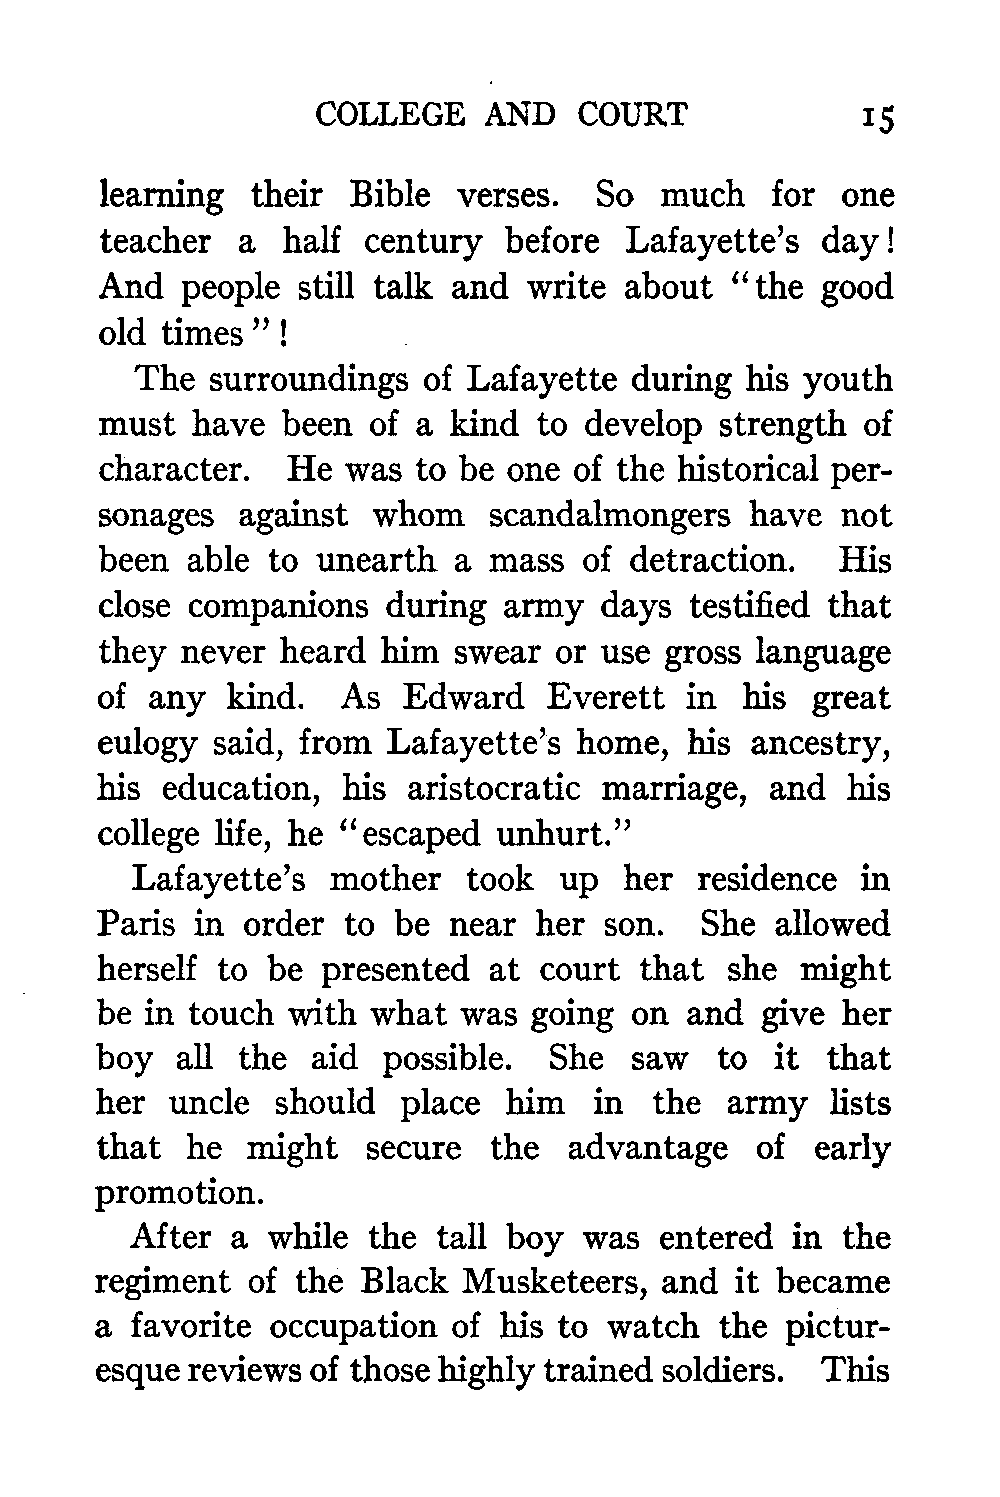 COLLEGE AND COURT 15
learning their Bible verses. So much for one
teacher a half century before Lafayette's day!
And people still talk and write about "the good
old times"!
The surroundings of Lafayette during his youth
must have been of a kind to develop strength of
character. He was to be one of the historical per-
sonages against whom scandalmongers have not
been able to unearth a mass of detraction. His
close companions during army days testified that
they never heard him swear or use gross language
of any kind. As Edward Everett in his great
eulogy said, from Lafayette's home, his ancestry,
his education, his aristocratic marriage, and his
college life, he "escaped unhurt."
Lafayette's mother took up her residence in
Paris in order to be near her son. She allowed
herself to be presented at court that she might
be in touch with what was going on and give her
boy all the aid possible. She saw to it that
her uncle should place him in the army lists
that he might secure the advantage of early
promotion.
After a while the tall boy was entered in the
regiment of the Black Musketeers, and it became
a favorite occupation of his to watch the pictur-
esque reviews of those highly trained soldiers. This